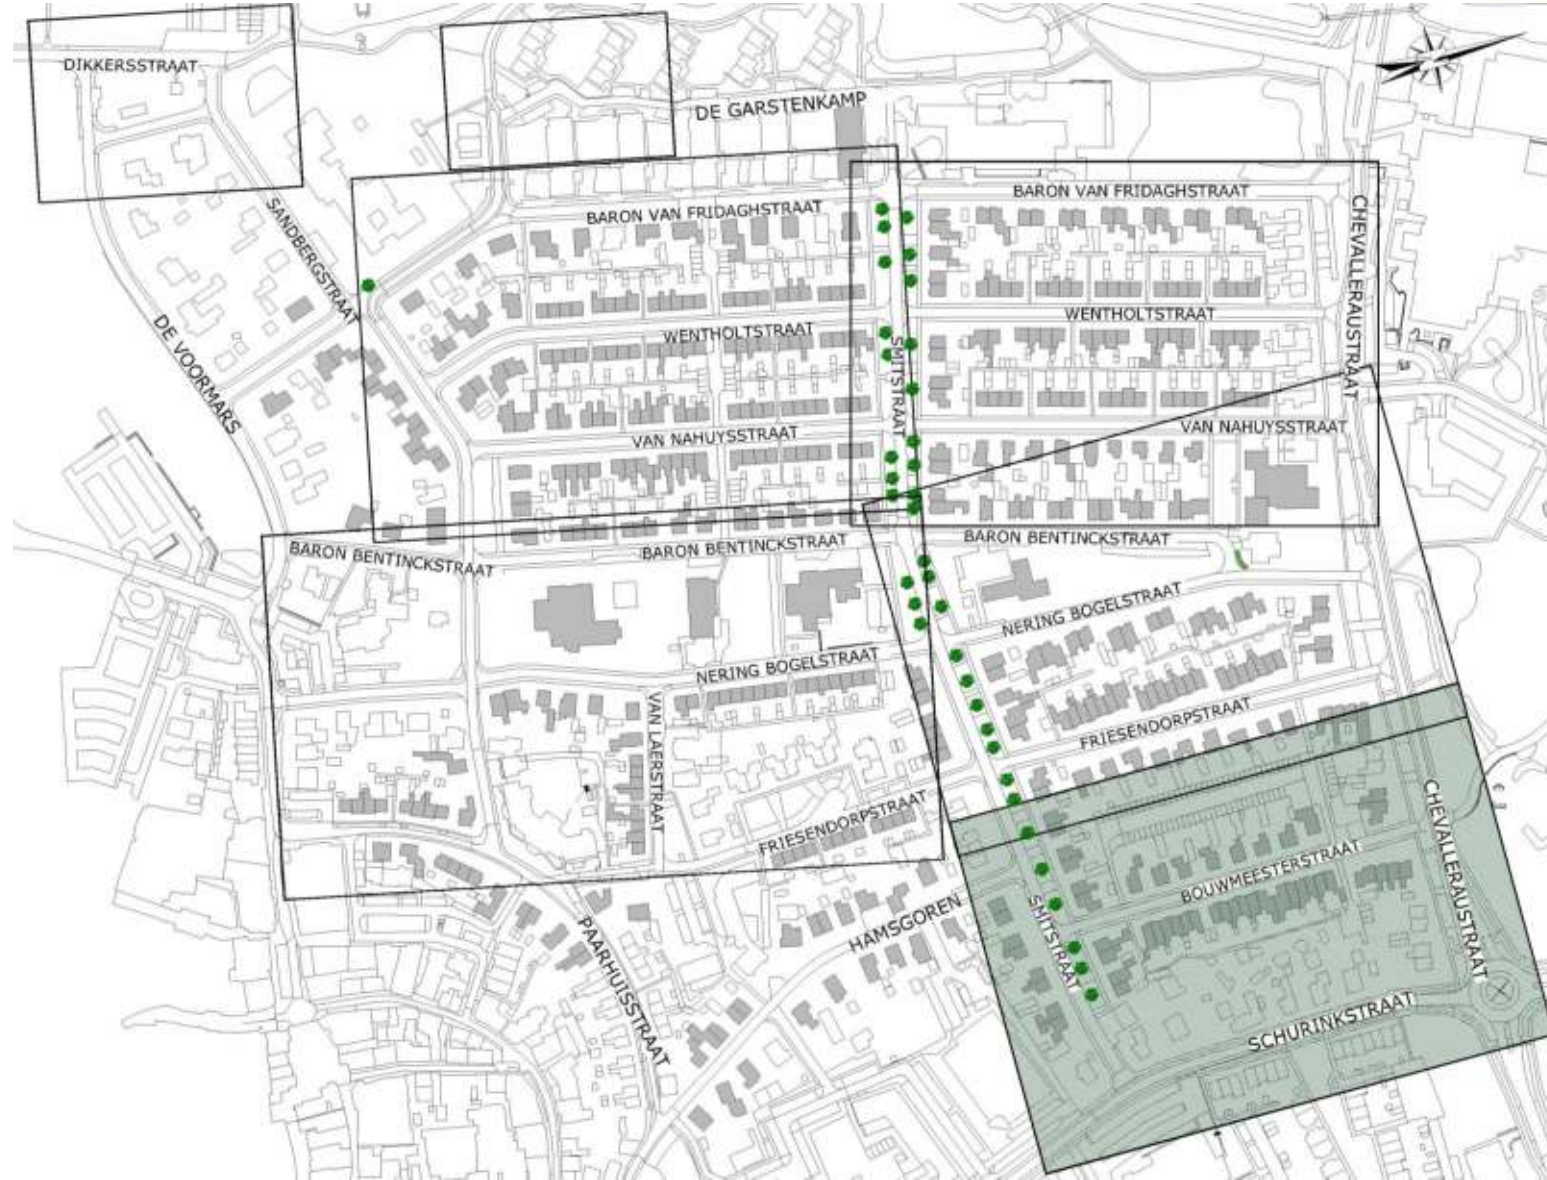 DIKKERSSTRAAT
DE GARSTENKAMP
SANDBERGSTRAAT
BARON VAN FRIDAGHSTRAAT
BARON VAN FRIDAGHSTRAAT
CHEVALLERAUSTRAAT
DE VOORMARS
WENTHOLTSTRAAT
SMITSTRAAT
WENTHOLTSTRAAT
VAN NAHUYSSTRAAT
VAN NAHUYSSTRAAT
BARON BENTINCKSTRAAT
BARON BENTINCKSTRAAT
BARON BENTINCKSTRAAT
NERING BOGELSTRAAT
NERING BOGELSTRAAT
VAN LAERSTRAAT
FRIESENDORPSTRAAT
FRIESENDORPSTRAAT
CHEVALLERAUSTRAAT
BOUWMEESTERSTRAAT
HAMSGOREN
SMITSTRAAT
PAARHUISSTRAAT
SCHURINKSTRAAT